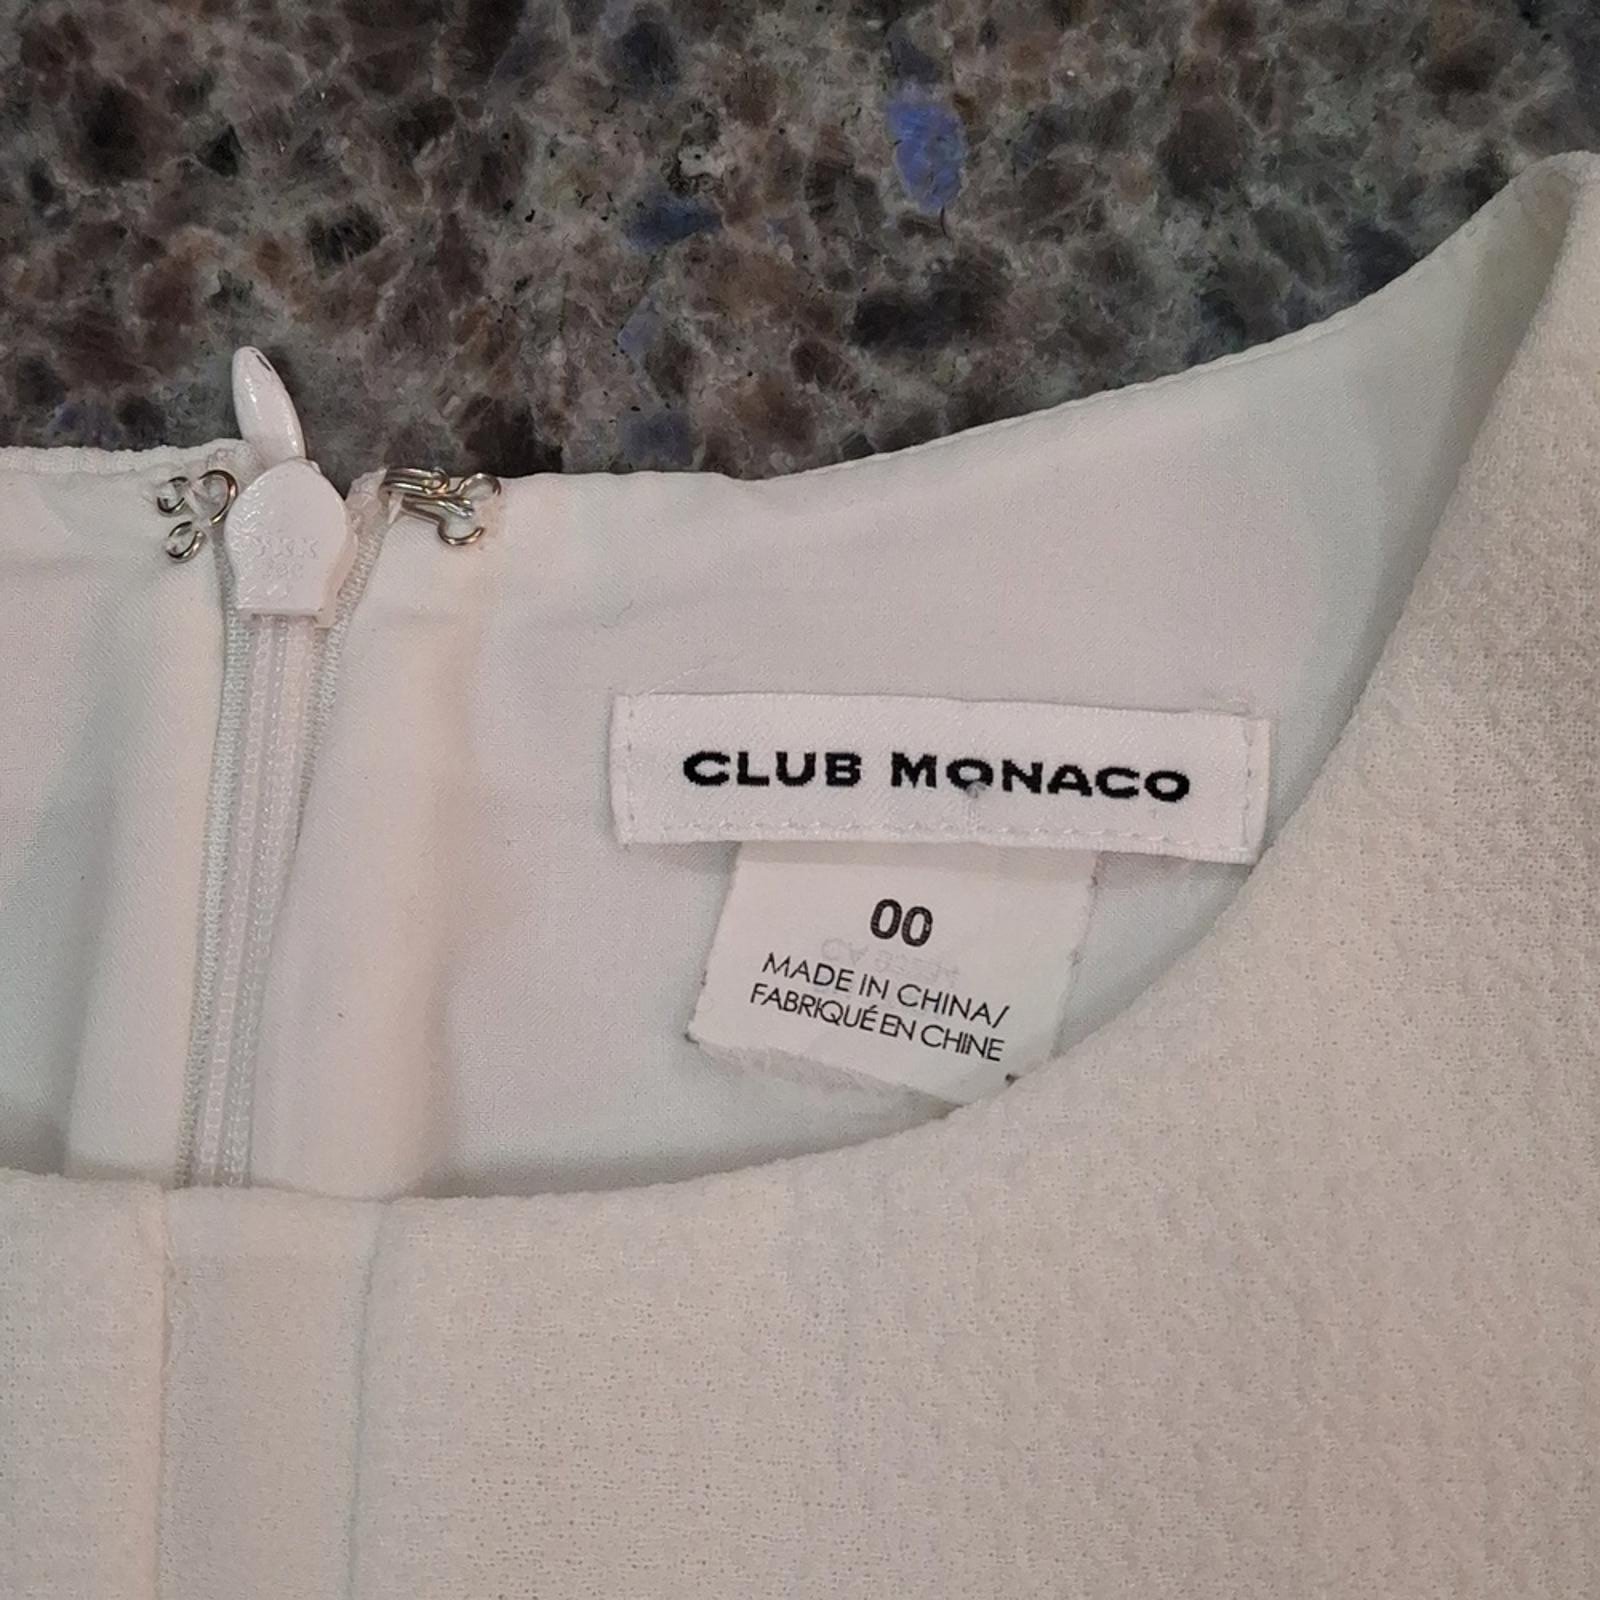 CLUB MONACO
00
MADE IN CHINA/
FABRIQUÉ EN CHINE